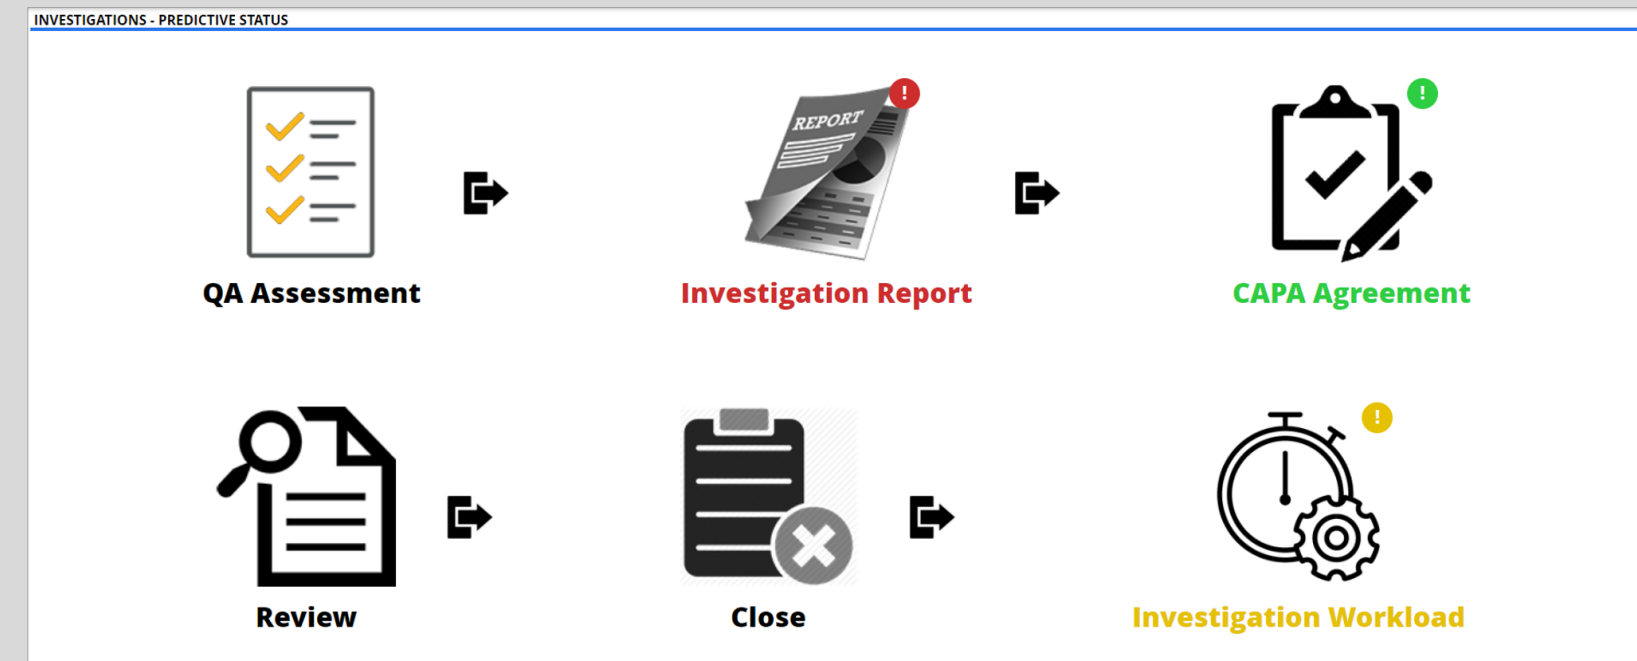 INVESTIGATIONS - PREDICTIVE STATUS
!
!
REPORT
QA Assessment
Investigation Report
CAPA Agreement
!
Review
Close
Investigation Workload